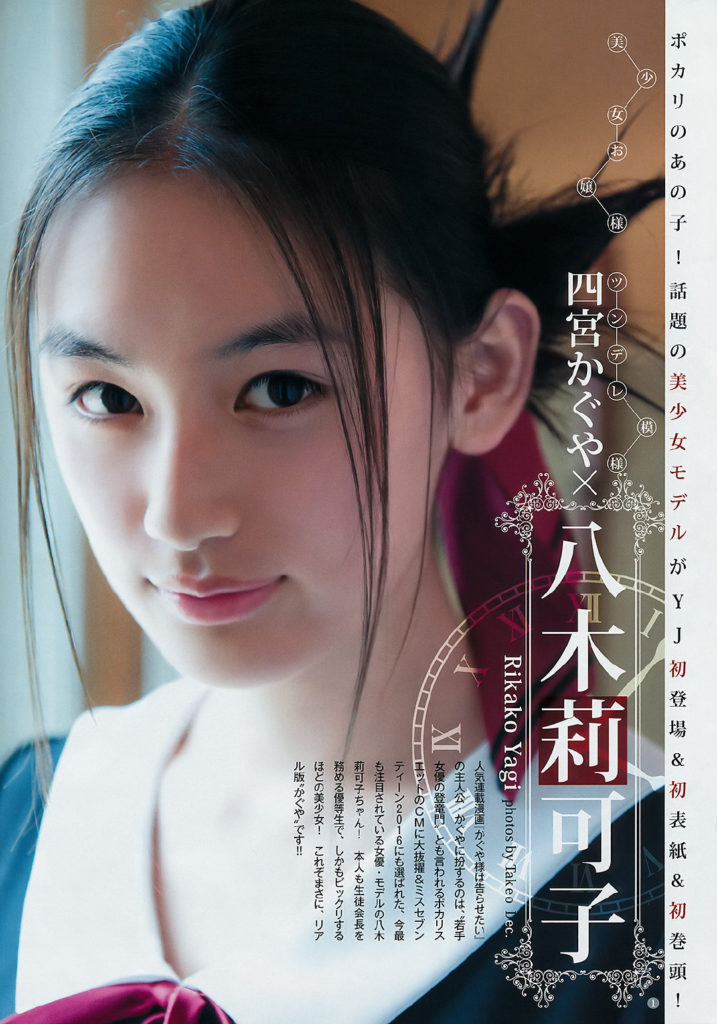 ポカリのあの子！話題の美少女モデルがYJ初登場＆初表紙＆初巻頭！
美少女お嬢様
ツンデレ模様
四宮かぐや×
八木莉可子
Rikako Yagi photos by Takeo Dec.
人気連載漫画『かぐや様は告らせたい』
の主人公・かぐやに扮するのは、“若手
女優の登竜門”とも言われるポカリス
エットのCMに大抜擢＆ミスセブン
ティーン2016にも選ばれた、今最
も注目されている女優・モデルの八木
莉可子ちゃん！　本人も生徒会長を
務める優等生で、しかもビックリする
ほどの美少女！　これぞまさに、リア
ル版“かぐや”です!!
XII
I
XI
X
IX
VII
VI
V
1